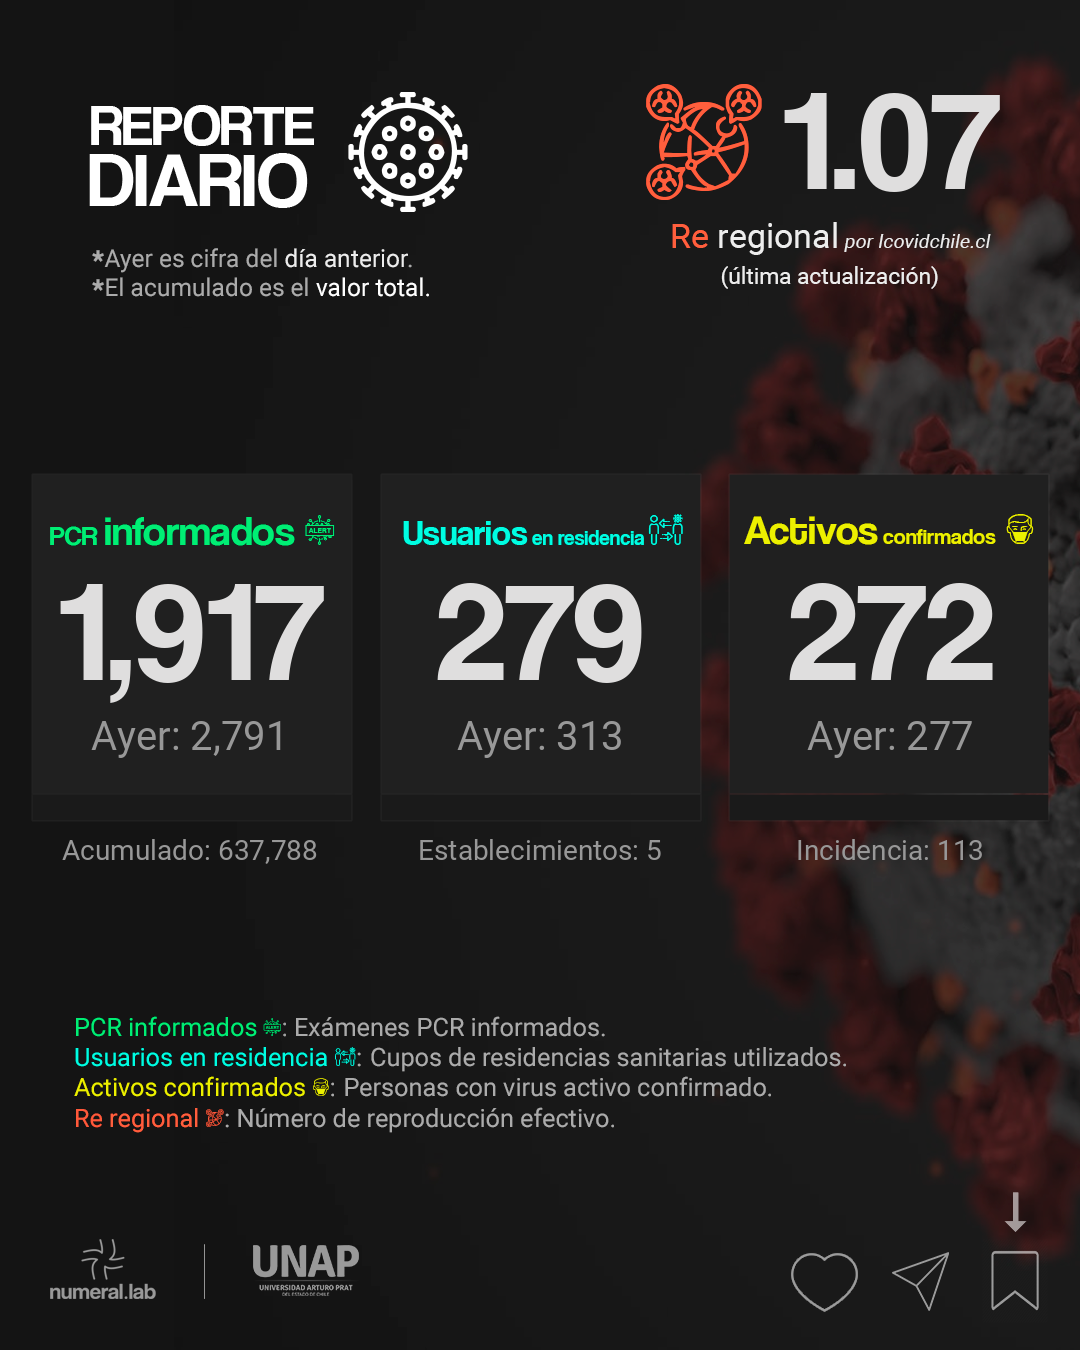 REPORTE
DIARIO
*Ayer es cifra del día anterior.
*El acumulado es el valor total.
1.07
Re regional por Icovidchile.cl
(última actualización)
PCR informados ALERT
1,917
Ayer: 2,791
Acumulado: 637,788
Usuarios en residencia
279
Ayer: 313
Establecimientos: 5
Activos confirmados
272
Ayer: 277
Incidencia: 113
PCR informados : Exámenes PCR informados.
Usuarios en residencia : Cupos de residencias sanitarias utilizados.
Activos confirmados : Personas con virus activo confirmado.
Re regional : Número de reproducción efectivo.
numeral.lab
UNAP
UNIVERSIDAD ARTURO PRAT
DEL ESTADO DE CHILE